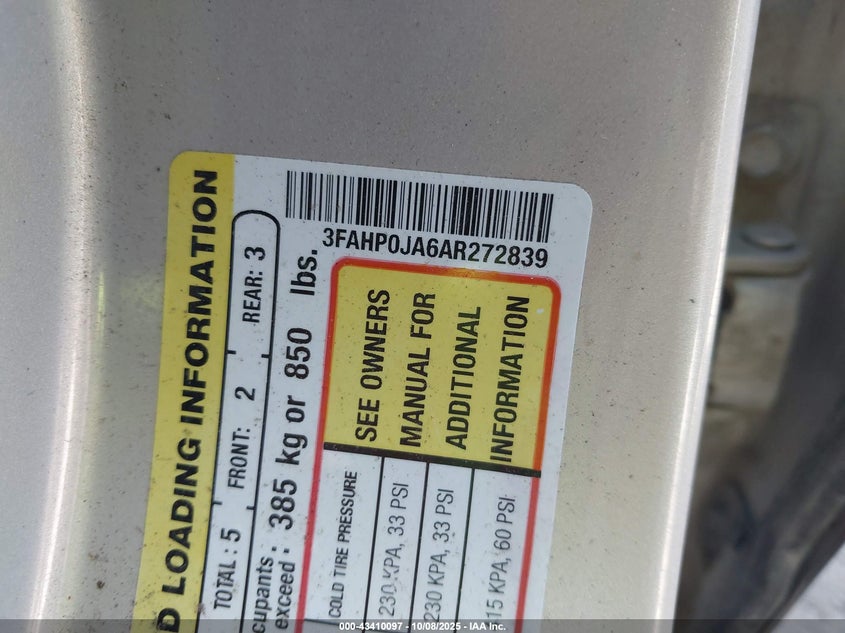 3FAHP0JA6AR272839
D LOADING INFORMATION
TOTAL : 5 FRONT: 2 REAR: 3
cupants :
exceed : 385 kg or 850 lbs.
COLD TIRE PRESSURE
230 KPA, 33 PSI
230 KPA, 33 PSI
15 KPA, 60 PSI
SEE OWNERS
MANUAL FOR
ADDITIONAL
INFORMATION
000-43410097 - 10/08/2025 - IAA Inc.